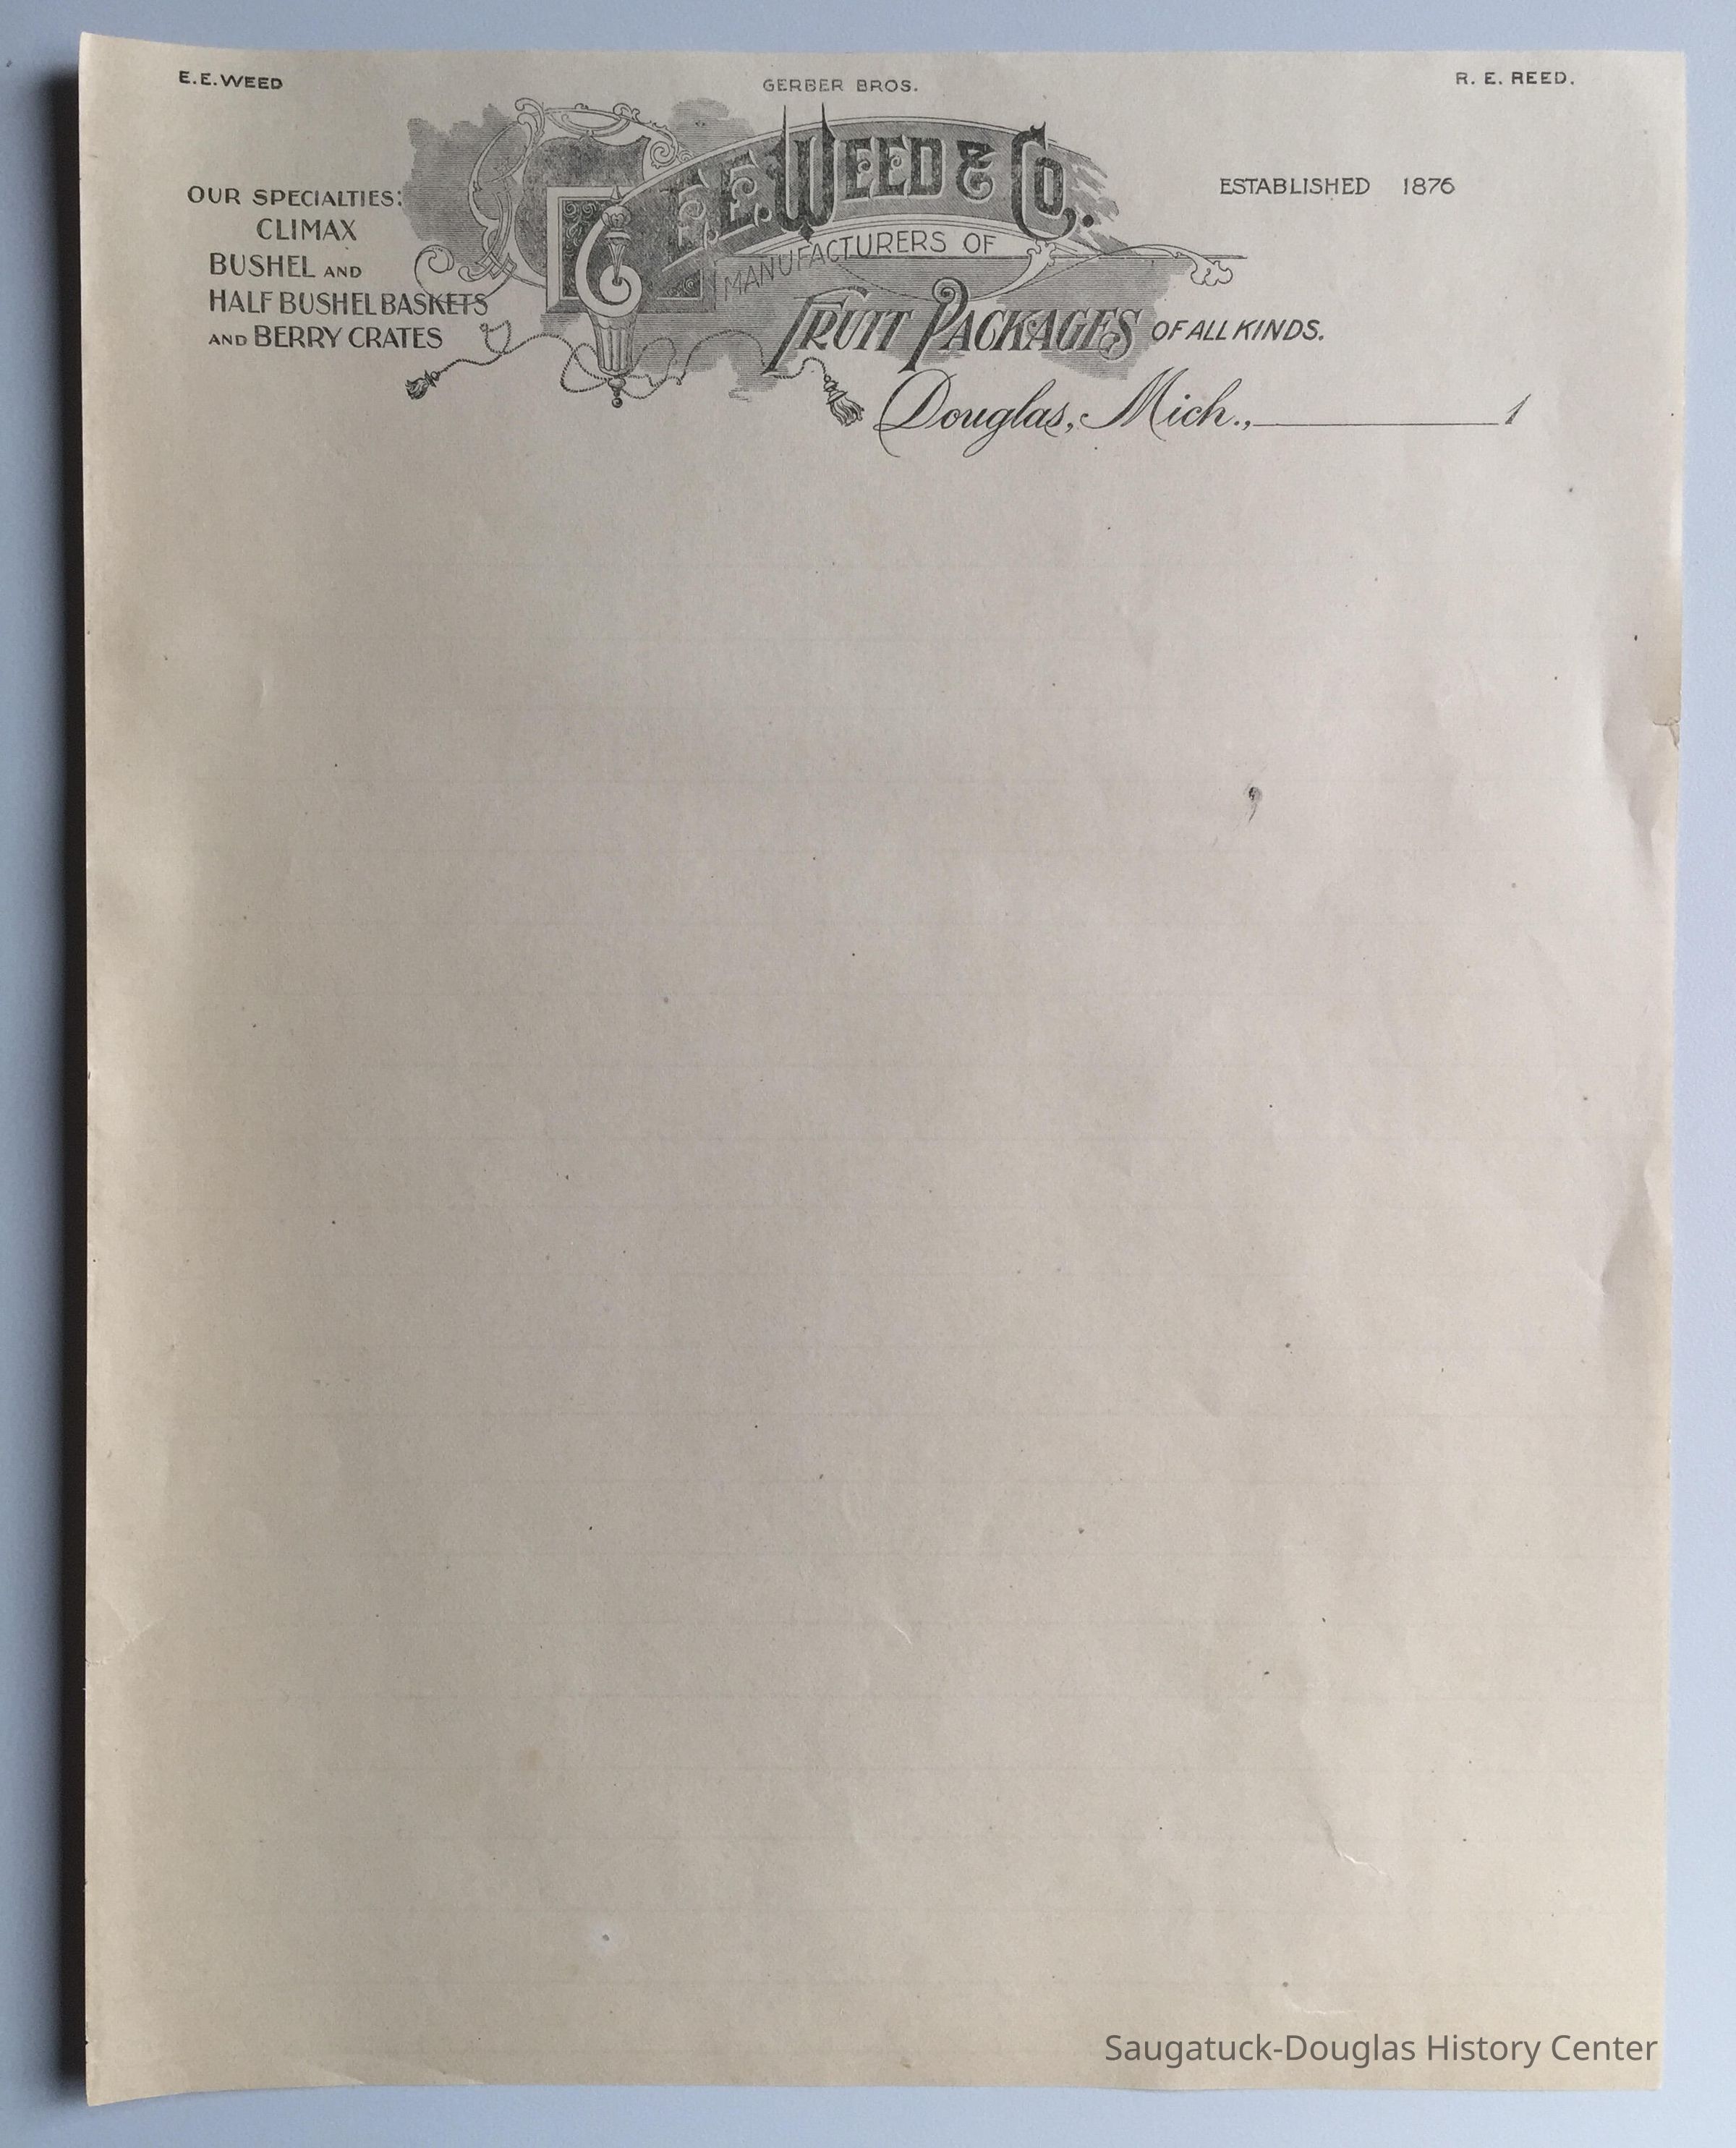 E.E. WEED
GERBER BROS.
R. E. REED.
OUR SPECIALTIES:
CLIMAX
BUSHEL AND
HALF BUSHEL BASKETS
AND BERRY CRATES
E.E. WEED & CO.
MANUFACTURERS OF
FRUIT PACKAGES OF ALL KINDS.
ESTABLISHED 1876
Douglas, Mich., 1
Saugatuck-Douglas History Center